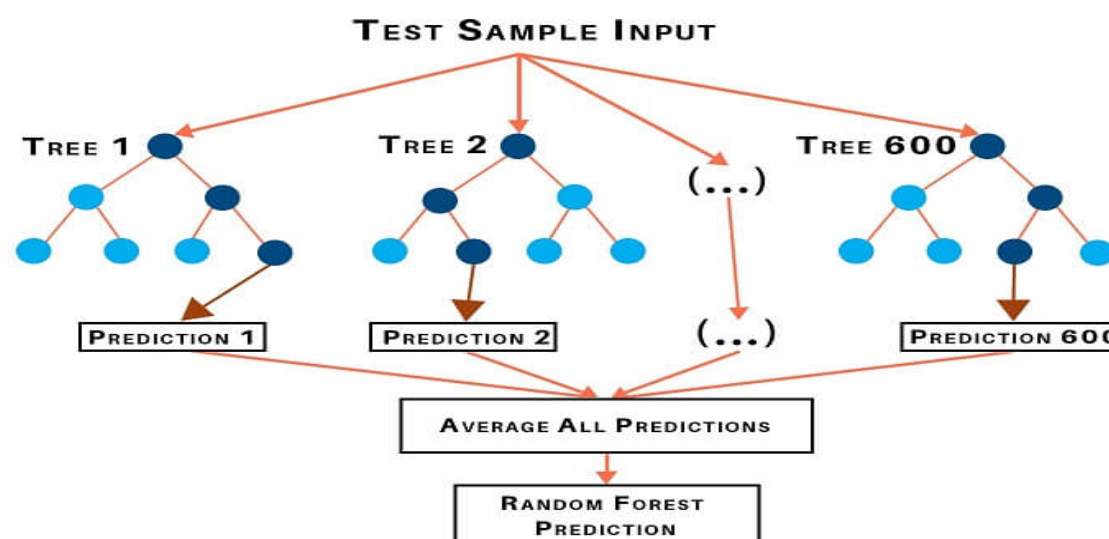 TEST SAMPLE INPUT
TREE 1
TREE 2
(...)
TREE 600
PREDICTION 1
PREDICTION 2
(...)
PREDICTION 600
AVERAGE ALL PREDICTIONS
RANDOM FOREST
PREDICTION